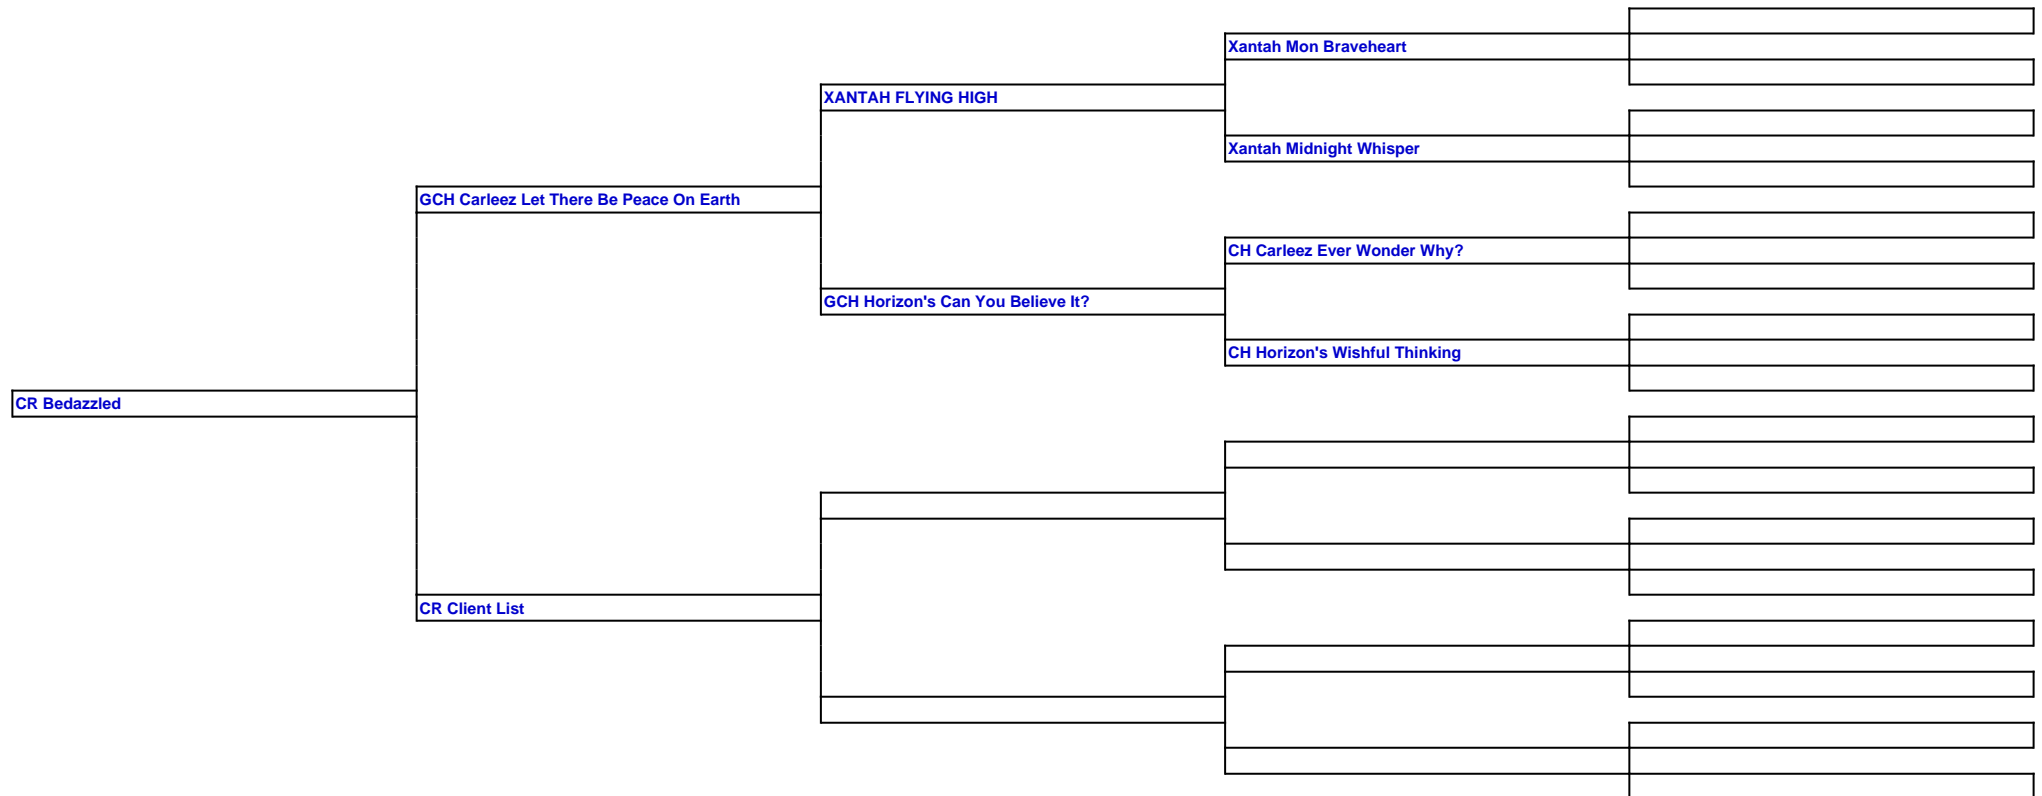 Xantah Mon Braveheart
XANTAH FLYING HIGH
Xantah Midnight Whisper
GCH Carleez Let There Be Peace On Earth
CH Carleez Ever Wonder Why?
GCH Horizon's Can You Believe It?
CH Horizon's Wishful Thinking
CR Bedazzled
CR Client List